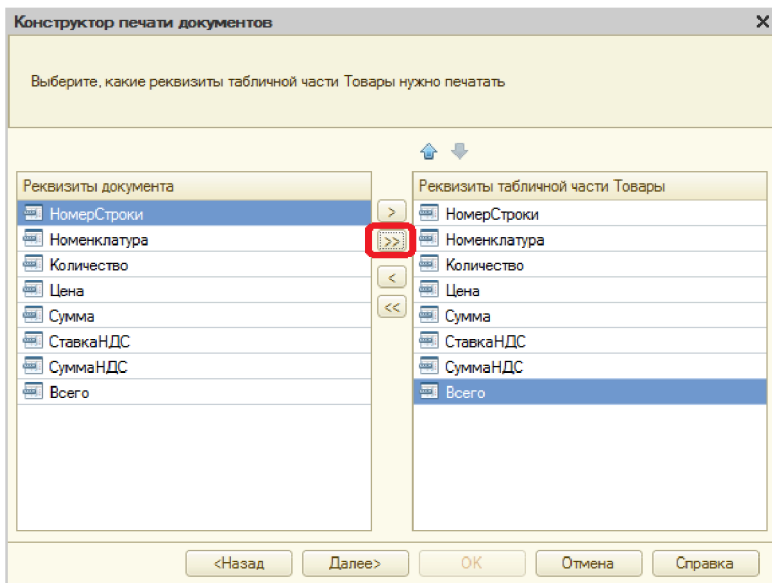 Конструктор печати документов
Выберите, какие реквизиты табличной части Товары нужно печатать
Реквизиты документа
НомерСтроки
Номенклатура
Количество
Цена
Сумма
СтавкаНДС
СуммаНДС
Всего
>
>>
<
<<
Реквизиты табличной части Товары
НомерСтроки
Номенклатура
Количество
Цена
Сумма
СтавкаНДС
СуммаНДС
Всего
<Назад
Далее>
ОК
Отмена
Справка